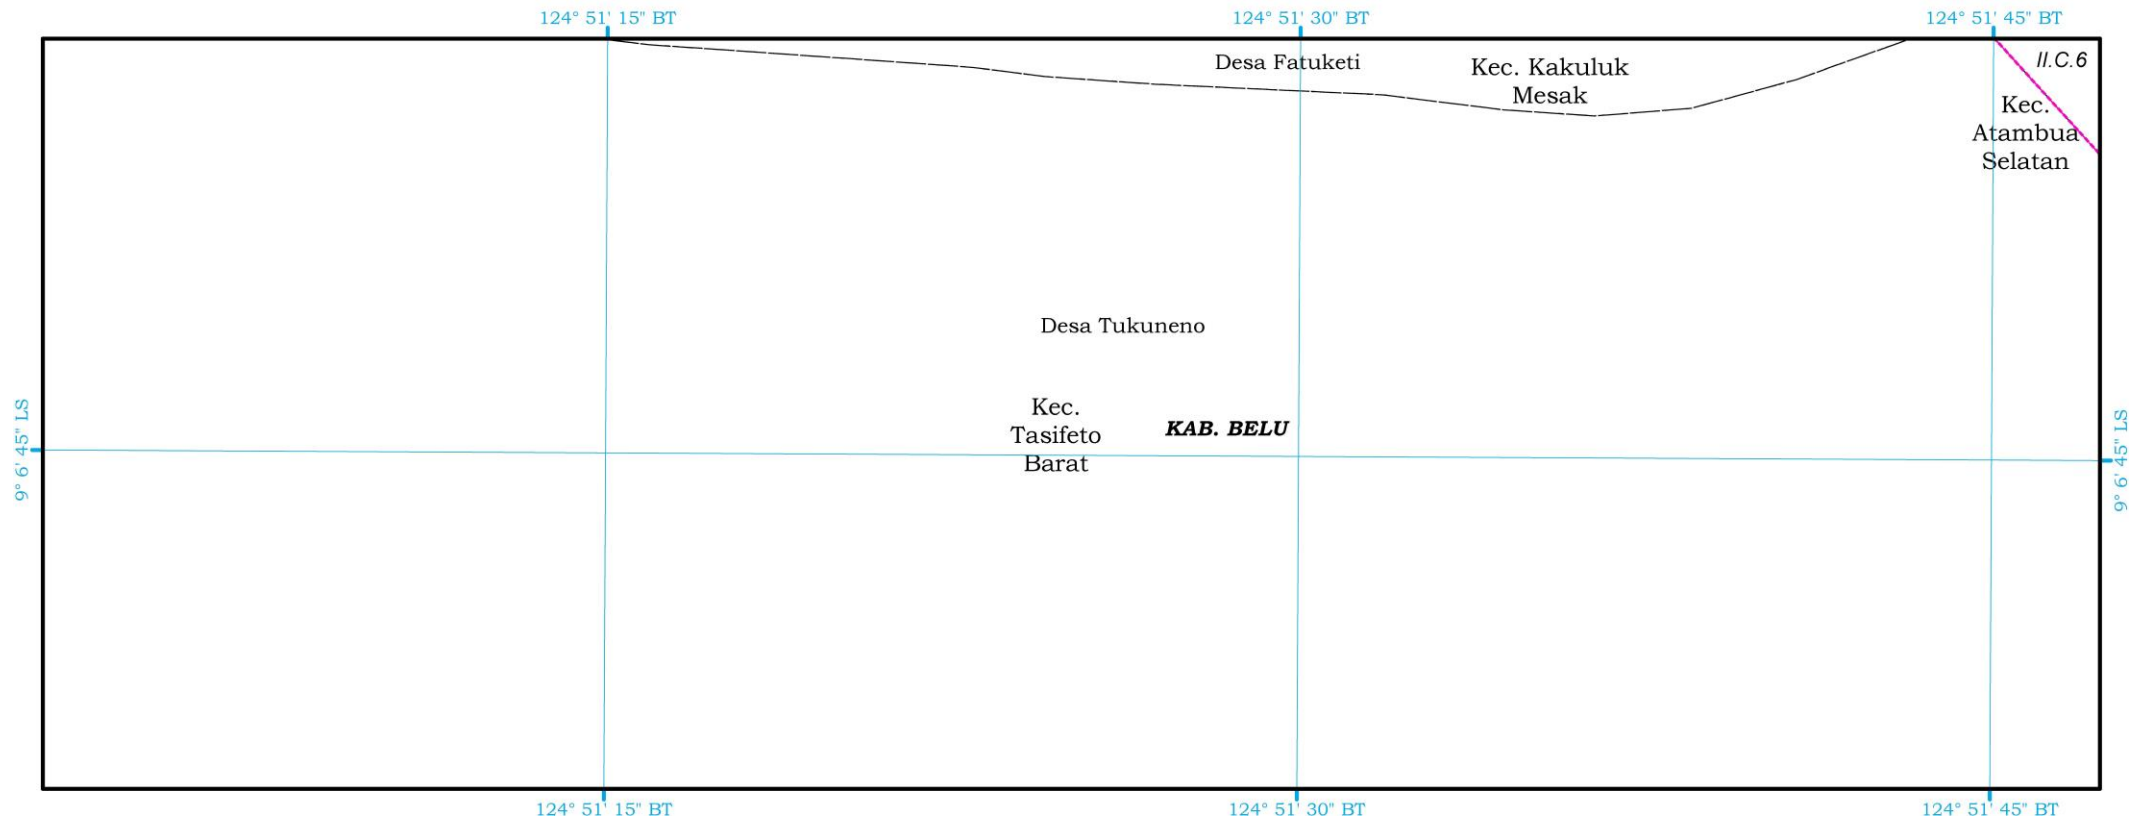 124° 51' 15" BT
124° 51' 30" BT
124° 51' 45" BT
Desa Fatuketi
Kec. Kakuluk
Mesak
II.C.6
Kec.
Atambua
Selatan
Desa Tukuneno
Kec.
Tasifeto
Barat
KAB. BELU
9° 6' 45" LS
9° 6' 45" LS
124° 51' 15" BT
124° 51' 30" BT
124° 51' 45" BT